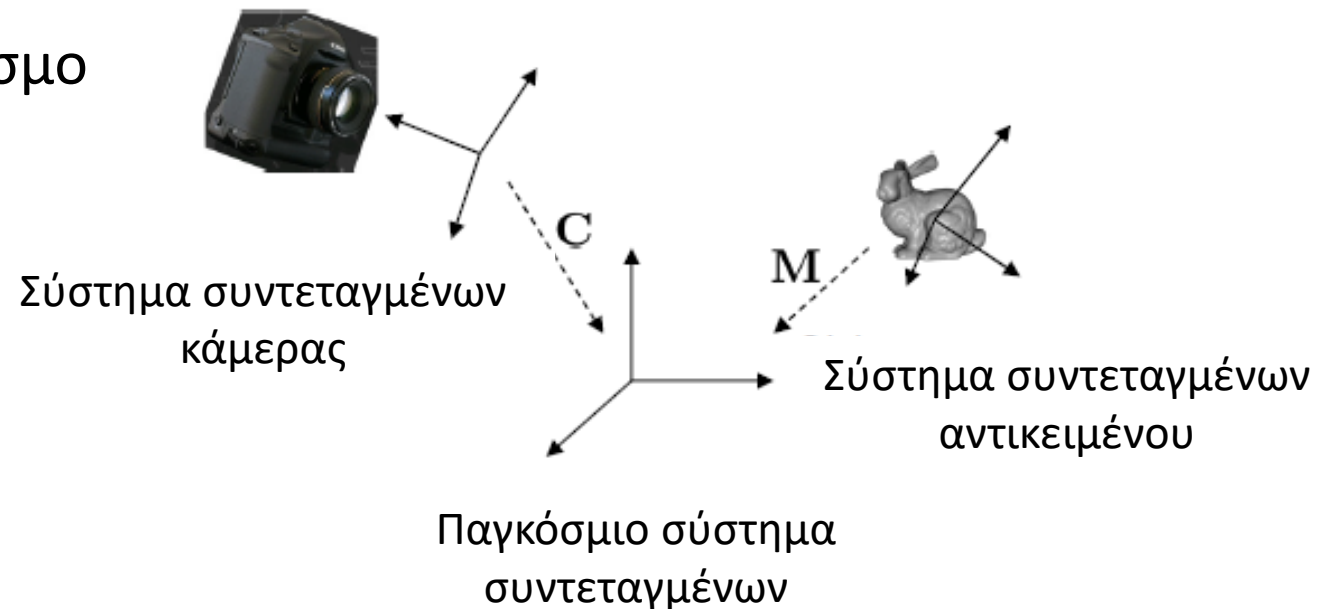 σμο
C
M
Σύστημα συντεταγμένων
κάμερας
Σύστημα συντεταγμένων
αντικειμένου
Παγκόσμιο σύστημα
συντεταγμένων